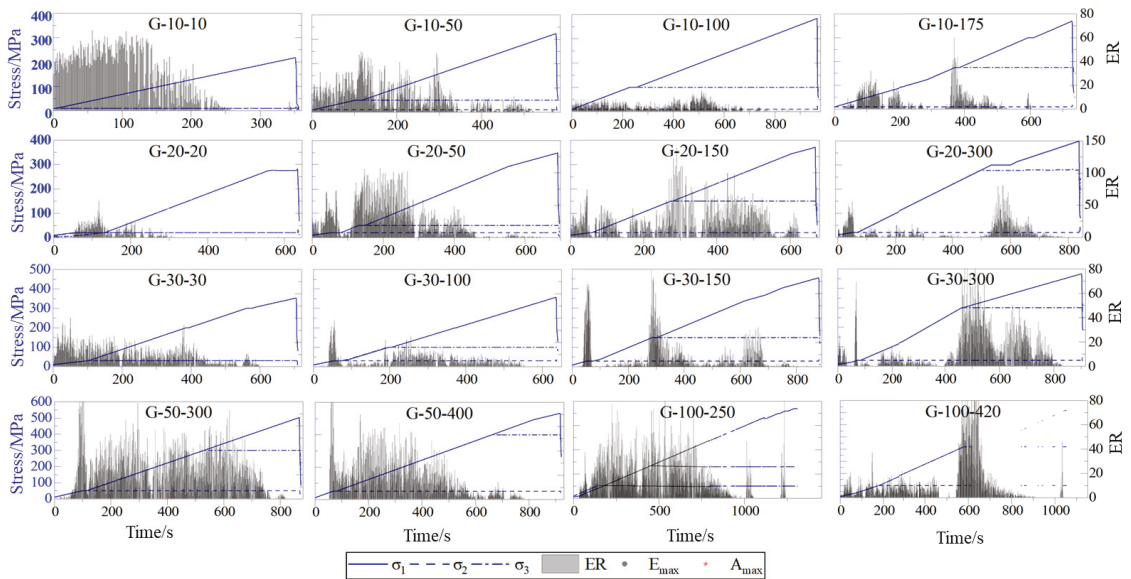 G-10-10 G-10-50 G-10-100 G-10-175
Stress/MPa 400 300 200 100 0
80 60 40 20 0 ER
0 100 200 300 0 200 400 0 200 400 600 800 0 200 400 600
G-20-20 G-20-50 G-20-150 G-20-300
Stress/MPa 400 300 200 100 0
150 100 50 0 ER
0 200 400 600 0 200 400 600 0 200 400 600 0 200 400 600 800
G-30-30 G-30-100 G-30-150 G-30-300
Stress/MPa 500 400 300 200 100 0
80 60 40 20 0 ER
0 200 400 600 0 200 400 600 0 200 400 600 800 0 200 400 600 800
G-50-300 G-50-400 G-100-250 G-100-420
Stress/MPa 600 500 400 300 200 100 0
80 60 40 20 0 ER
0 200 400 600 800 0 200 400 600 800 0 500 1000 0 200 400 600 800 1000
Time/s Time/s Time/s Time/s
σ₁ σ₂ σ₃ ER Eₘₐₓ Aₘₐₓ